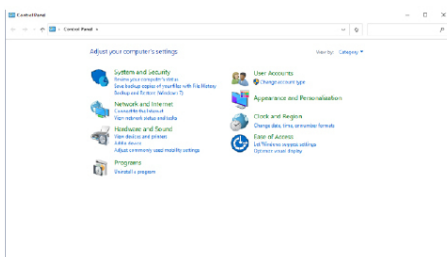 Control Panel
Control Panel
Adjust your computer's settings
View by: Category
System and Security
Review your computer's status
Save backup copies of your files with File History
Backup and Restore (Windows 7)
Network and Internet
Connect to the Internet
View network status and tasks
Hardware and Sound
View devices and printers
Add a device
Adjust commonly used mobility settings
Programs
Uninstall a program
User Accounts
Change account type
Appearance and Personalization
Clock and Region
Change date, time, or number formats
Ease of Access
Let Windows suggest settings
Optimize visual display